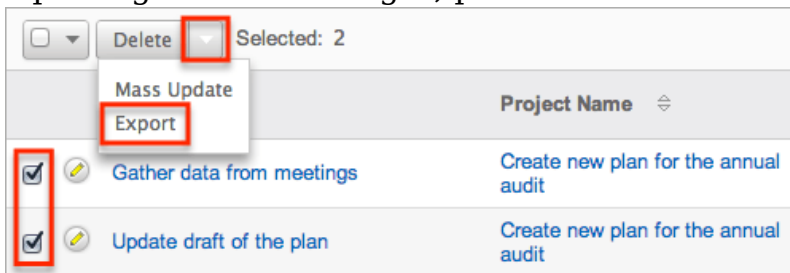 Delete Selected: 2
Mass Update
Export
Project Name
Gather data from meetings
Create new plan for the annual
audit
Update draft of the plan
Create new plan for the annual
audit